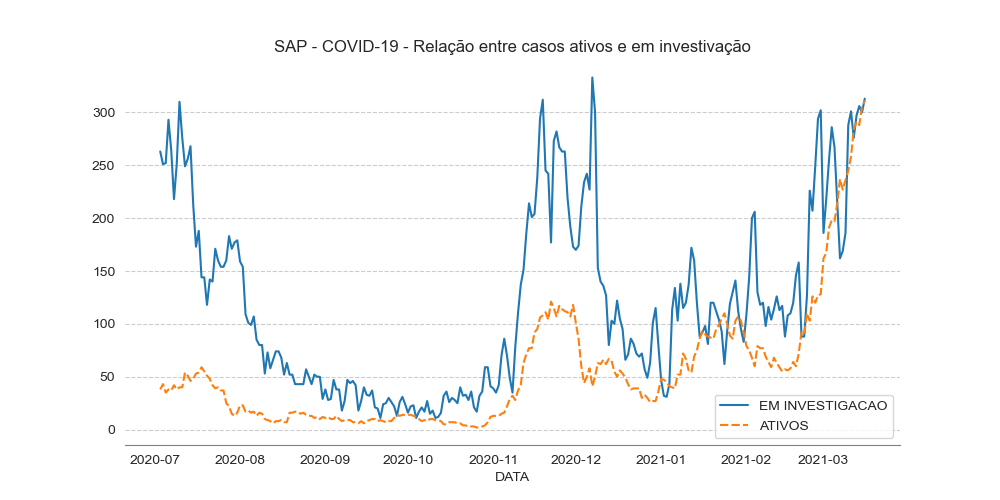 SAP - COVID-19 - Relação entre casos ativos e em investivação
300
250
200
150
100
50
0
2020-07 2020-08 2020-09 2020-10 2020-11 2020-12 2021-01 2021-02 2021-03
DATA
EM INVESTIGACAO
ATIVOS